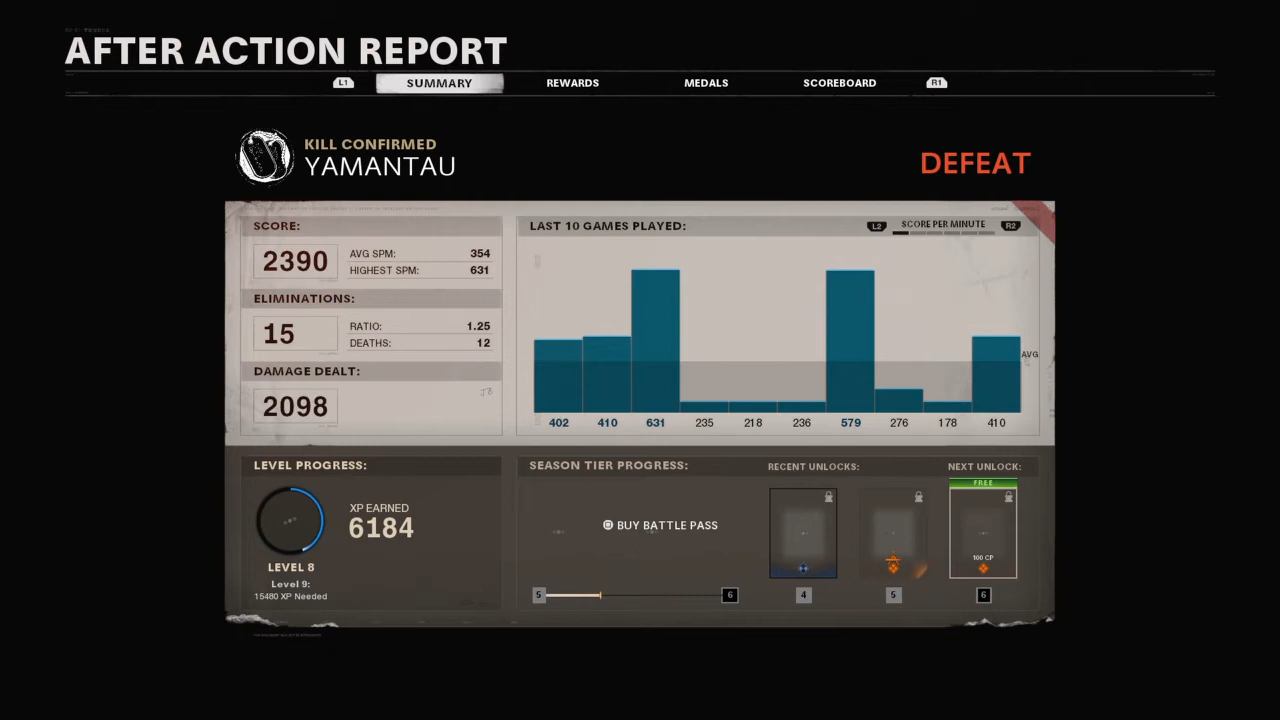 AFTER ACTION REPORT
L1 SUMMARY REWARDS MEDALS SCOREBOARD R1
KILL CONFIRMED
YAMANTAU
DEFEAT
SCORE:
2390
AVG SPM: 354
HIGHEST SPM: 631
ELIMINATIONS:
15
RATIO: 1.25
DEATHS: 12
DAMAGE DEALT:
2098
LAST 10 GAMES PLAYED:
L2 SCORE PER MINUTE R2
AVG
402 410 631 235 218 236 579 276 178 410
LEVEL PROGRESS:
XP EARNED
6184
LEVEL 8
Level 9:
15480 XP Needed
SEASON TIER PROGRESS:
BUY BATTLE PASS
5 6
RECENT UNLOCKS:
4 5
NEXT UNLOCK:
FREE
100 CP
6